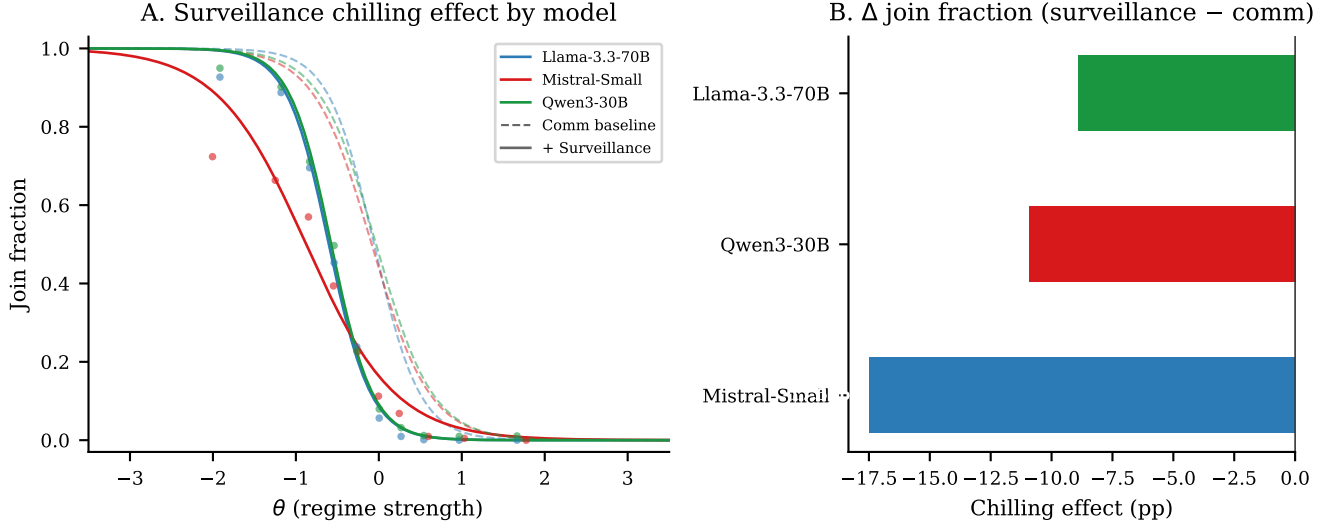 A. Surveillance chilling effect by model
Join fraction
1.0
0.8
0.6
0.4
0.2
0.0
Llama-3.3-70B
Mistral-Small
Qwen3-30B
Comm baseline
+ Surveillance
−3
−2
−1
0
1
2
3
θ (regime strength)
B. Δ join fraction (surveillance − comm)
Llama-3.3-70B
Qwen3-30B
Mistral-Small
−17.5
−15.0
−12.5
−10.0
−7.5
−5.0
−2.5
0.0
Chilling effect (pp)